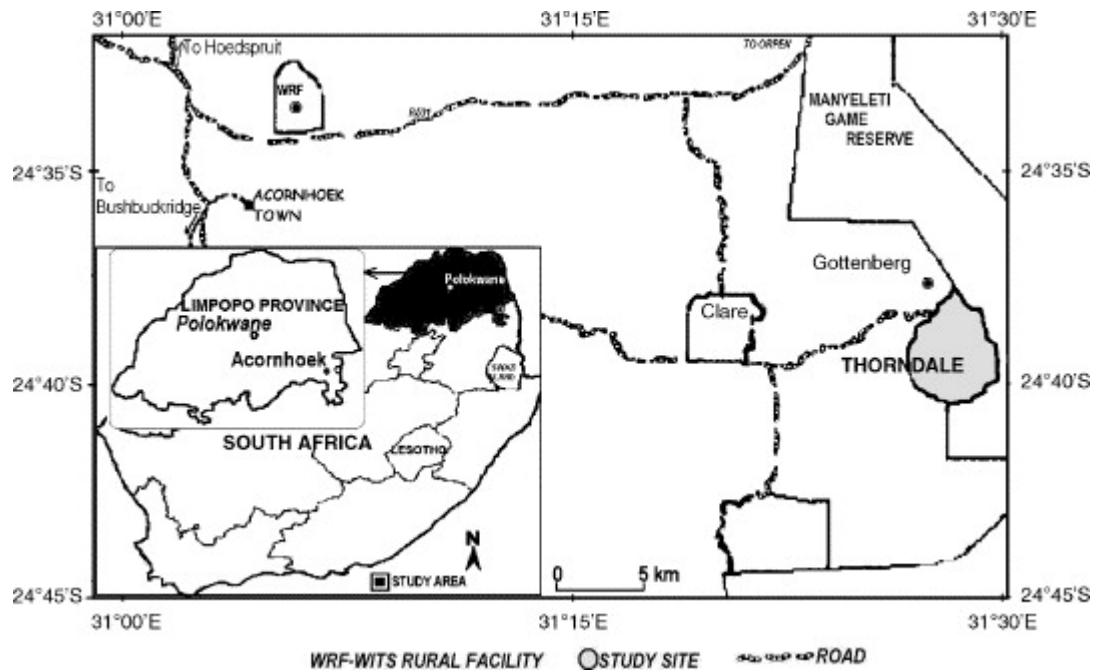 31°00'E
31°15'E
31°30'E
To Hoedspruit
TO ORPEN
WRF
MANYELETI
GAME
RESERVE
R531
24°35'S
24°35'S
To
Bushbuckridge
ACORNHOEK
TOWN
Gottenberg
Polokwane
LIMPOPO PROVINCE
Polokwane
Clare
Acornhoek
THORNDALE
SWAZI
LAND
24°40'S
24°40'S
SOUTH AFRICA
LESOTHO
N
0 5 km
STUDY AREA
24°45'S
24°45'S
31°00'E
31°15'E
31°30'E
WRF-WITS RURAL FACILITY STUDY SITE ROAD